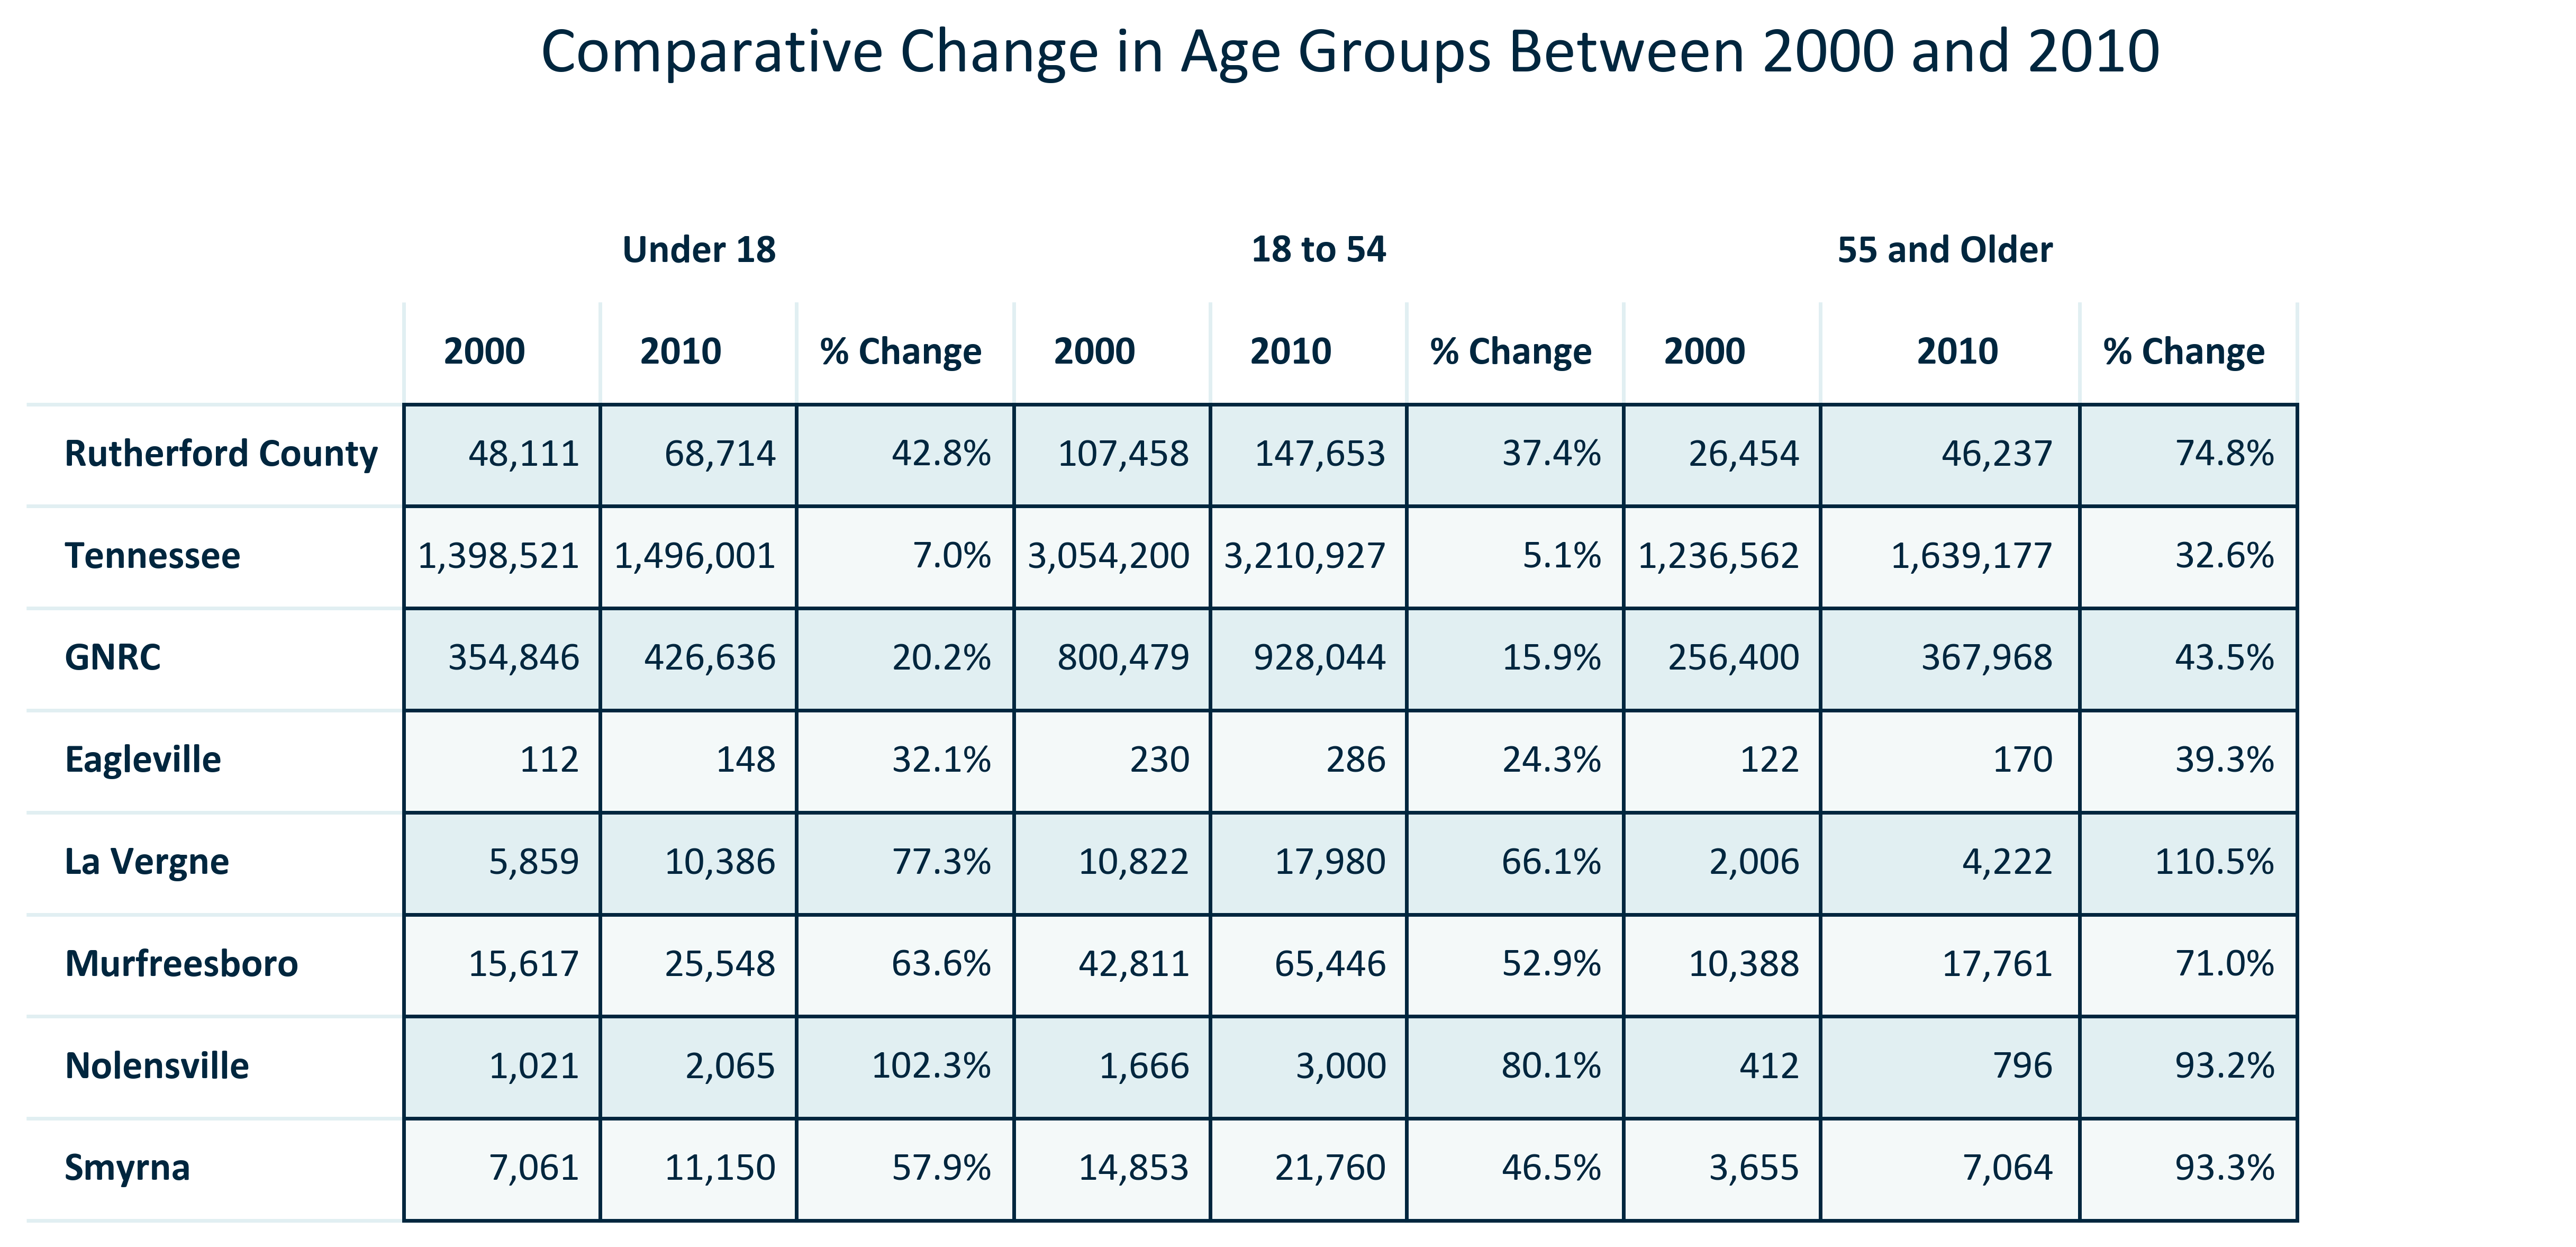 Comparative Change in Age Groups Between 2000 and 2010
Under 18 18 to 54 55 and Older
2000 2010 % Change 2000 2010 % Change 2000 2010 % Change
Rutherford County 48,111 68,714 42.8% 107,458 147,653 37.4% 26,454 46,237 74.8%
Tennessee 1,398,521 1,496,001 7.0% 3,054,200 3,210,927 5.1% 1,236,562 1,639,177 32.6%
GNRC 354,846 426,636 20.2% 800,479 928,044 15.9% 256,400 367,968 43.5%
Eagleville 112 148 32.1% 230 286 24.3% 122 170 39.3%
La Vergne 5,859 10,386 77.3% 10,822 17,980 66.1% 2,006 4,222 110.5%
Murfreesboro 15,617 25,548 63.6% 42,811 65,446 52.9% 10,388 17,761 71.0%
Nolensville 1,021 2,065 102.3% 1,666 3,000 80.1% 412 796 93.2%
Smyrna 7,061 11,150 57.9% 14,853 21,760 46.5% 3,655 7,064 93.3%